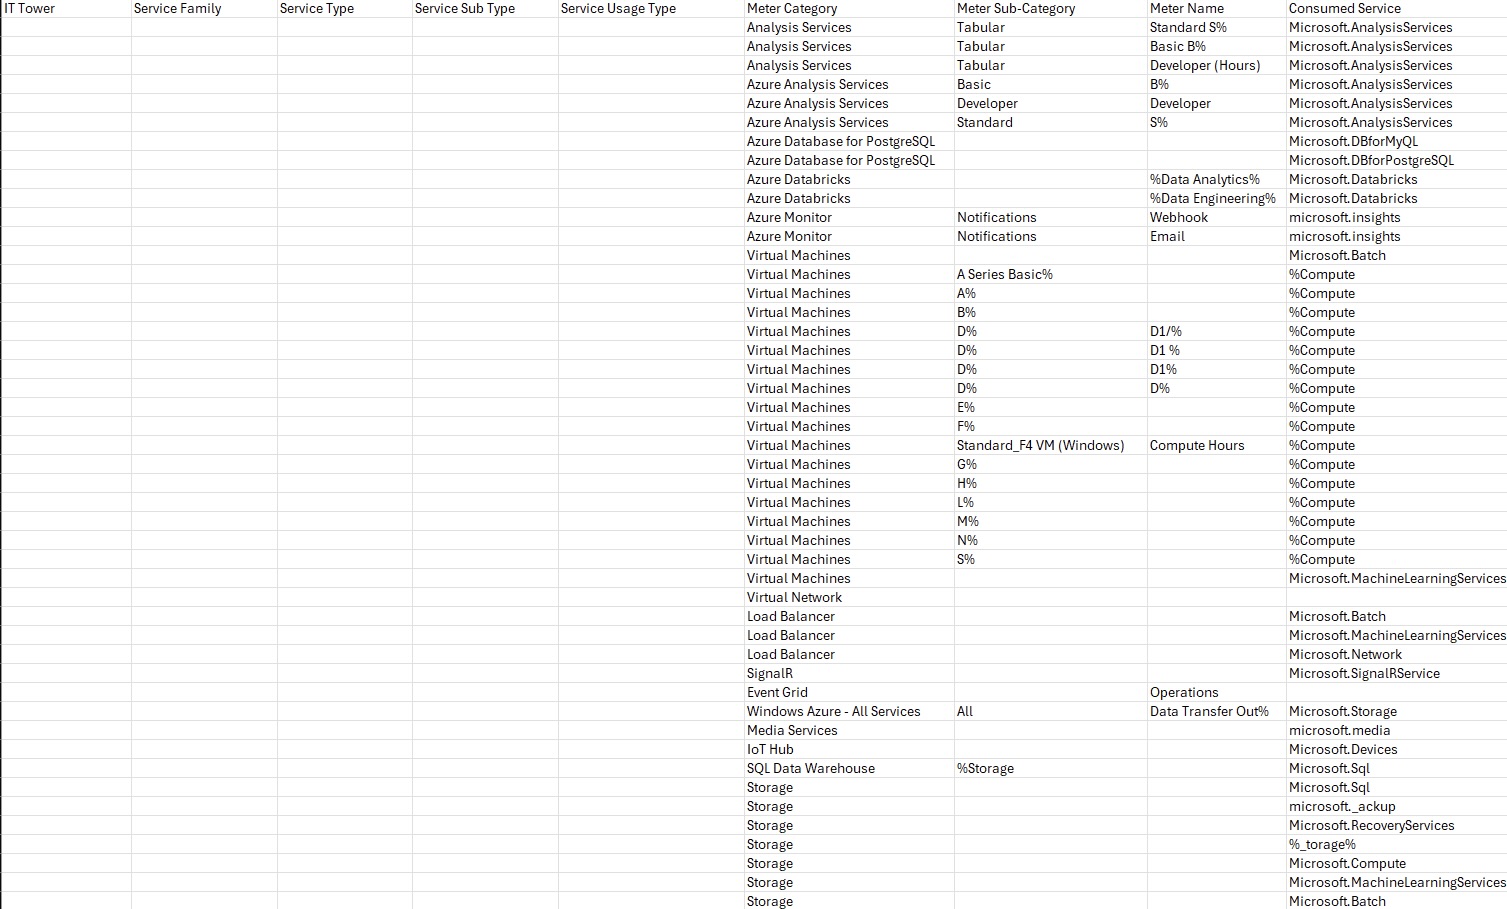 IT Tower Service Family Service Type Service Sub Type Service Usage Type Meter Category Meter Sub-Category Meter Name Consumed Service
Analysis Services Tabular Standard S% Microsoft.AnalysisServices
Analysis Services Tabular Basic B% Microsoft.AnalysisServices
Analysis Services Tabular Developer (Hours) Microsoft.AnalysisServices
Azure Analysis Services Basic B% Microsoft.AnalysisServices
Azure Analysis Services Developer Developer Microsoft.AnalysisServices
Azure Analysis Services Standard S% Microsoft.AnalysisServices
Azure Database for PostgreSQL Microsoft.DBforMyQL
Azure Database for PostgreSQL Microsoft.DBforPostgreSQL
Azure Databricks %Data Analytics% Microsoft.Databricks
Azure Databricks %Data Engineering% Microsoft.Databricks
Azure Monitor Notifications Webhook microsoft.insights
Azure Monitor Notifications Email microsoft.insights
Virtual Machines Microsoft.Batch
Virtual Machines A Series Basic% %Compute
Virtual Machines A% %Compute
Virtual Machines B% %Compute
Virtual Machines D% D1/% %Compute
Virtual Machines D% D1 % %Compute
Virtual Machines D% D1% %Compute
Virtual Machines D% D% %Compute
Virtual Machines E% %Compute
Virtual Machines F% %Compute
Virtual Machines Standard_F4 VM (Windows) Compute Hours %Compute
Virtual Machines G% %Compute
Virtual Machines H% %Compute
Virtual Machines L% %Compute
Virtual Machines M% %Compute
Virtual Machines N% %Compute
Virtual Machines S% %Compute
Virtual Machines Microsoft.MachineLearningServices
Virtual Network
Load Balancer Microsoft.Batch
Load Balancer Microsoft.MachineLearningServices
Load Balancer Microsoft.Network
SignalR Microsoft.SignalRService
Event Grid Operations
Windows Azure - All Services All Data Transfer Out% Microsoft.Storage
Media Services microsoft.media
IoT Hub Microsoft.Devices
SQL Data Warehouse %Storage Microsoft.Sql
Storage Microsoft.Sql
Storage microsoft._ackup
Storage Microsoft.RecoveryServices
Storage %_torage%
Storage Microsoft.Compute
Storage Microsoft.MachineLearningServices
Storage Microsoft.Batch